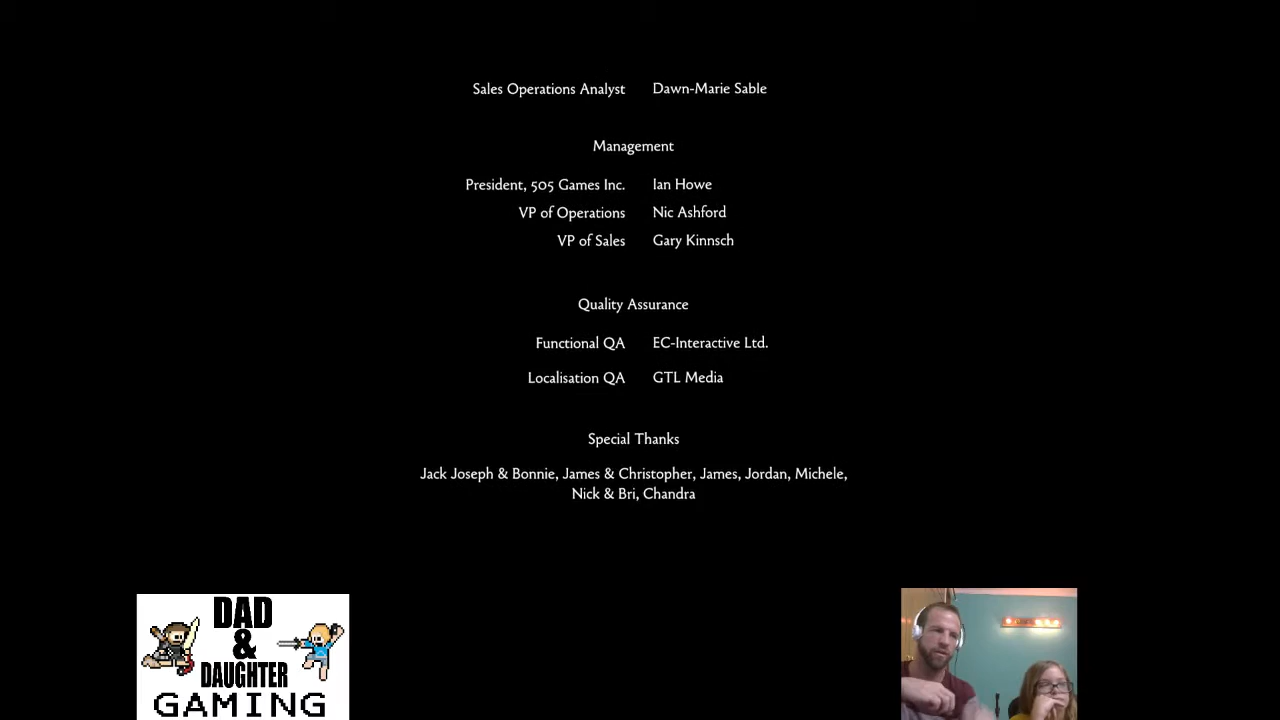 Sales Operations Analyst Dawn-Marie Sable
Management
President, 505 Games Inc. Ian Howe
VP of Operations Nic Ashford
VP of Sales Gary Kinnsch
Quality Assurance
Functional QA EC-Interactive Ltd.
Localisation QA GTL Media
Special Thanks
Jack Joseph & Bonnie, James & Christopher, James, Jordan, Michele,
Nick & Bri, Chandra
DAD
&
DAUGHTER
GAMING